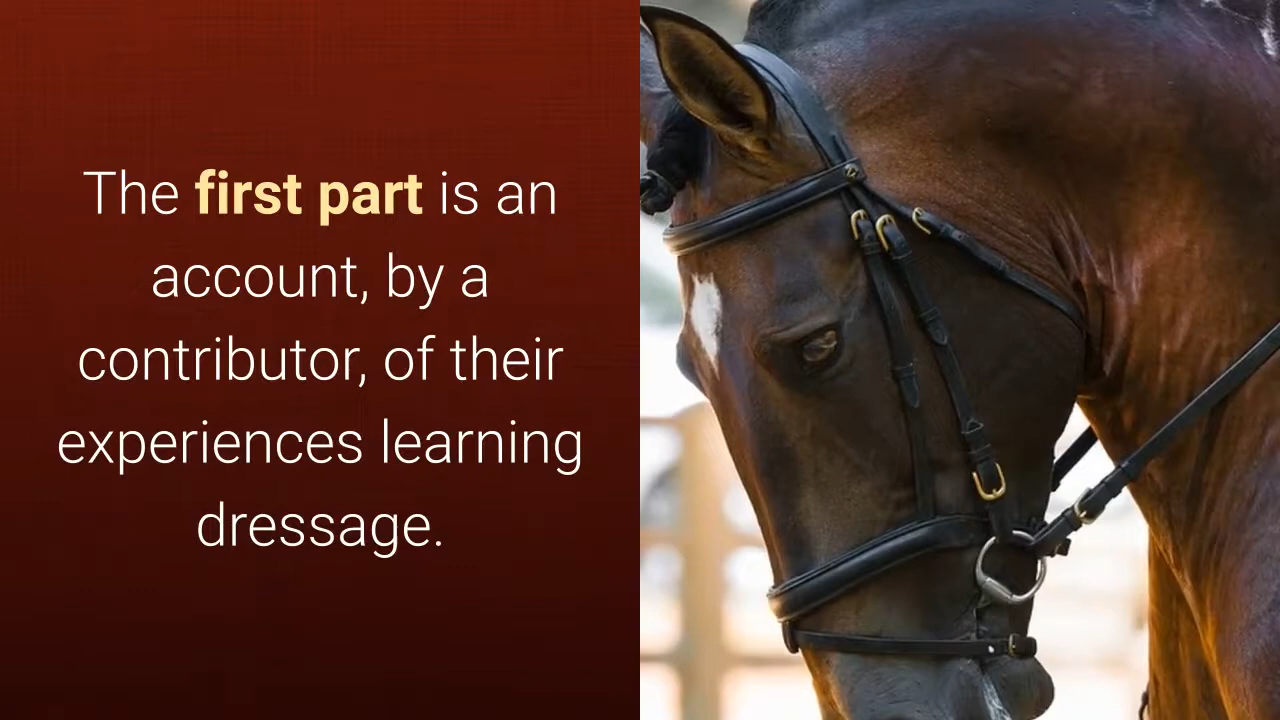 The first part is an
account, by a
contributor, of their
experiences learning
dressage.